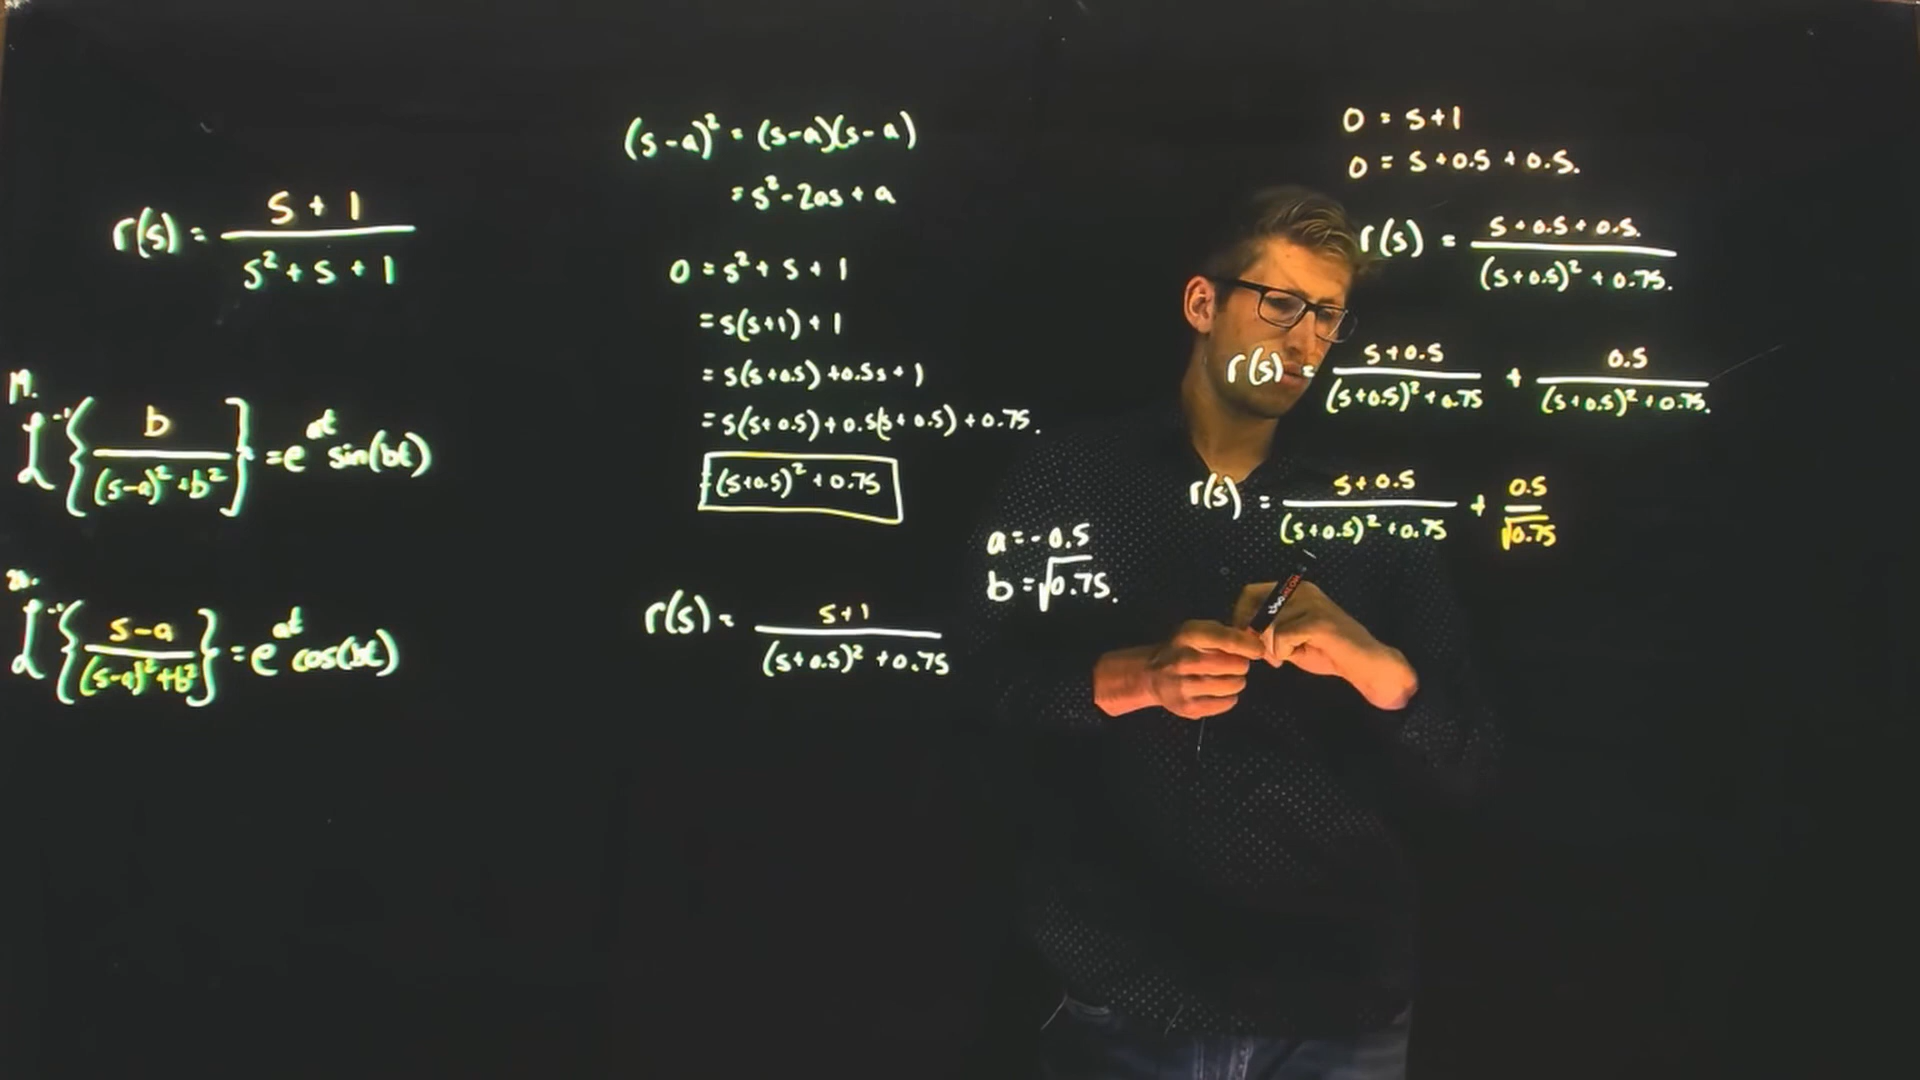 r(s) = (s + 1) / (s² + s + 1)
19.
ℒ⁻¹{ b / ((s-a)² + b²) } = e^at sin(bt)
20.
ℒ⁻¹{ (s-a) / ((s-a)² + b²) } = e^at cos(bt)
(s-a)² = (s-a)(s-a)
= s² - 2as + a
0 = s² + s + 1
= s(s+1) + 1
= s(s+0.5) + 0.5s + 1
= s(s+0.5) + 0.5(s+0.5) + 0.75.
= (s+0.5)² + 0.75
r(s) = (s+1) / ((s+0.5)² + 0.75)
a = -0.5
b = √0.75.
0 = s+1
0 = s+0.5 + 0.5.
r(s) = (s+0.5+0.5.) / ((s+0.5)² + 0.75.)
r(s) = (s+0.5) / ((s+0.5)² + 0.75) + 0.5 / ((s+0.5)² + 0.75.)
r(s) = (s+0.5) / ((s+0.5)² + 0.75) + 0.5 / √0.75